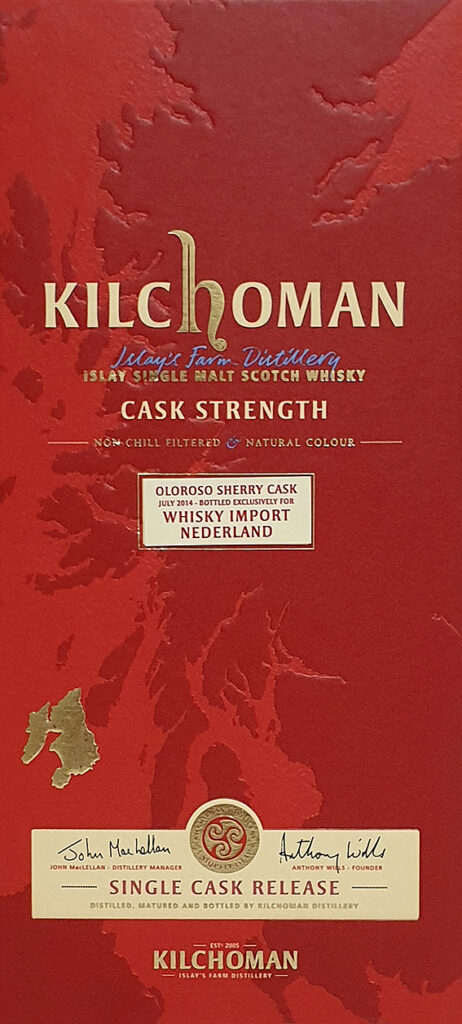 KILCHOMAN
Islay's Farm Distillery
ISLAY SINGLE MALT SCOTCH WHISKY
CASK STRENGTH
NON CHILL FILTERED & NATURAL COLOUR
OLOROSO SHERRY CASK
JULY 2014 - BOTTLED EXCLUSIVELY FOR
WHISKY IMPORT
NEDERLAND
John MacLellan
Anthony Wills
JOHN MacLELLAN - DISTILLERY MANAGER
ANTHONY WILLS - FOUNDER
SINGLE CASK RELEASE
DISTILLED, MATURED AND BOTTLED BY KILCHOMAN DISTILLERY
ESTD 2005
KILCHOMAN
ISLAY'S FARM DISTILLERY